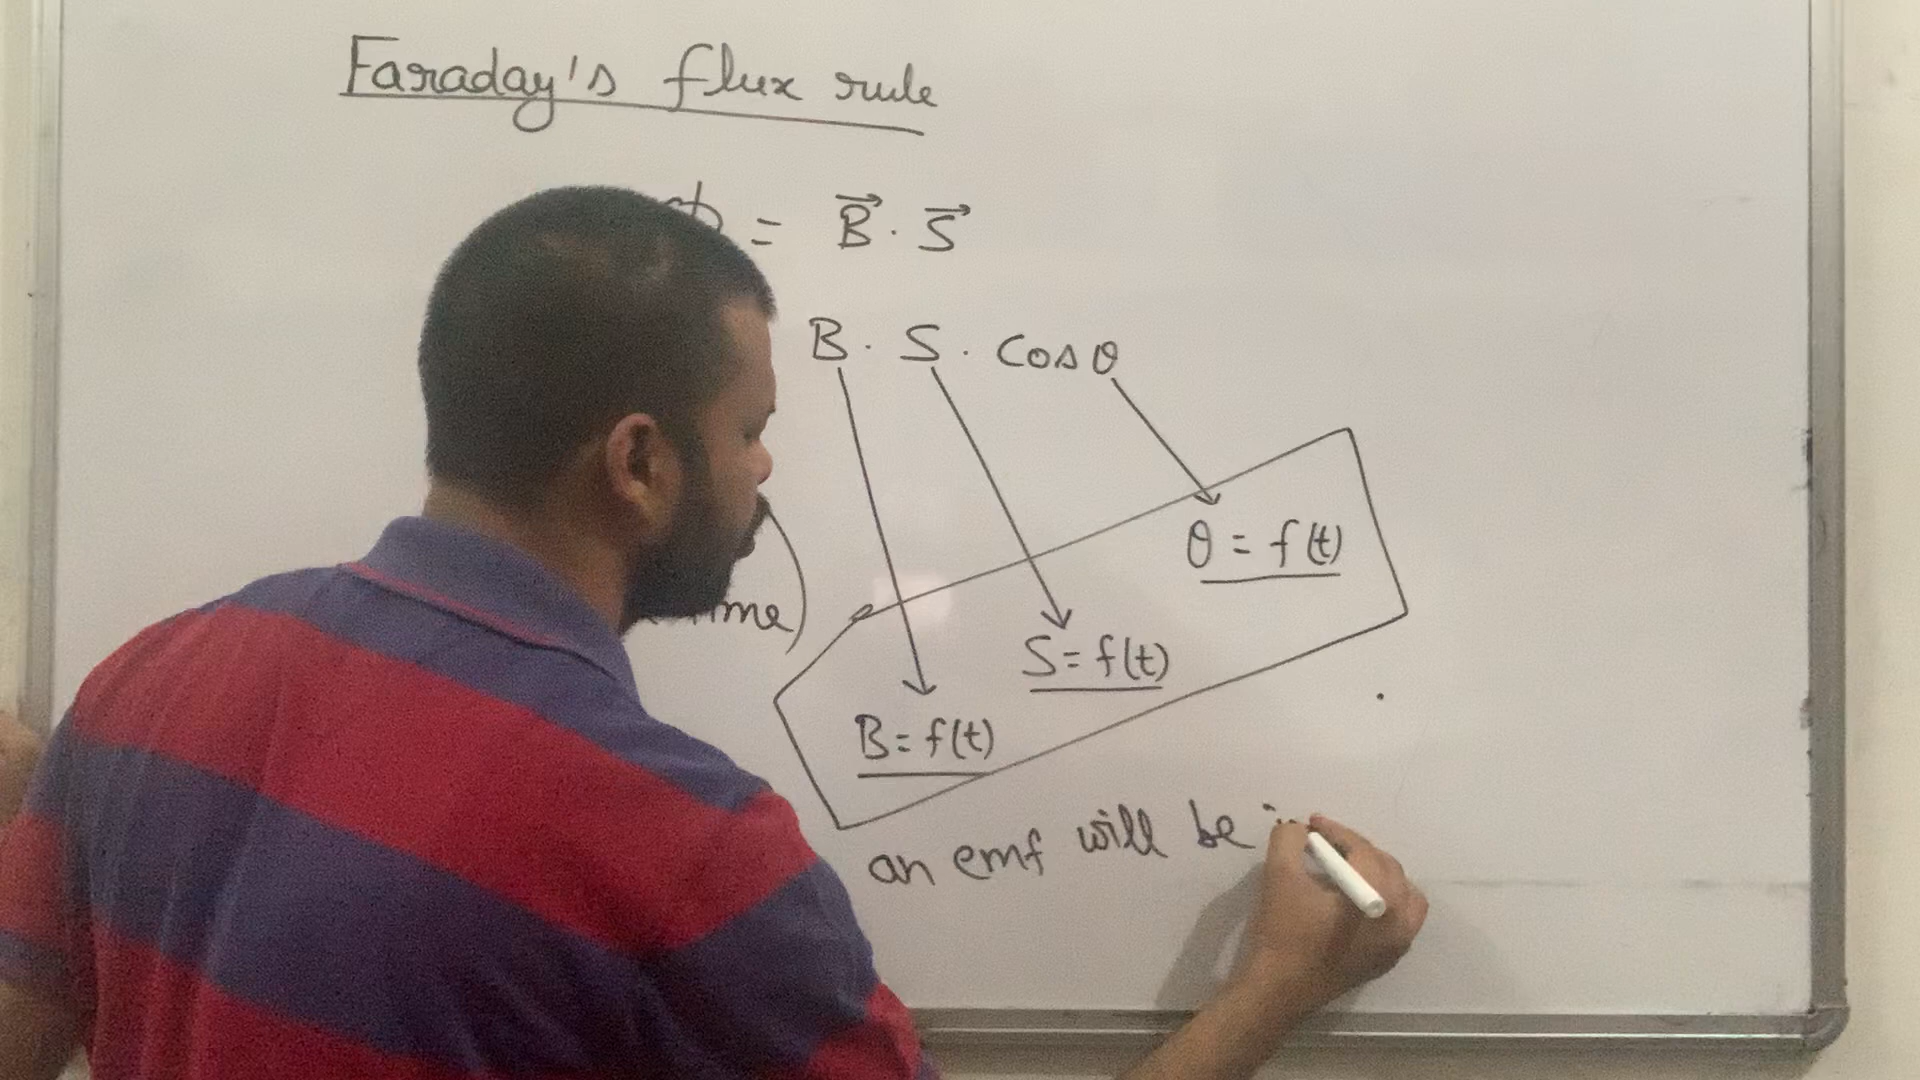 Faraday's flux rule
ϕ = B⃗ . S⃗
B . S . Cos θ
θ = f(t)
S = f(t)
B = f(t)
an emf will be